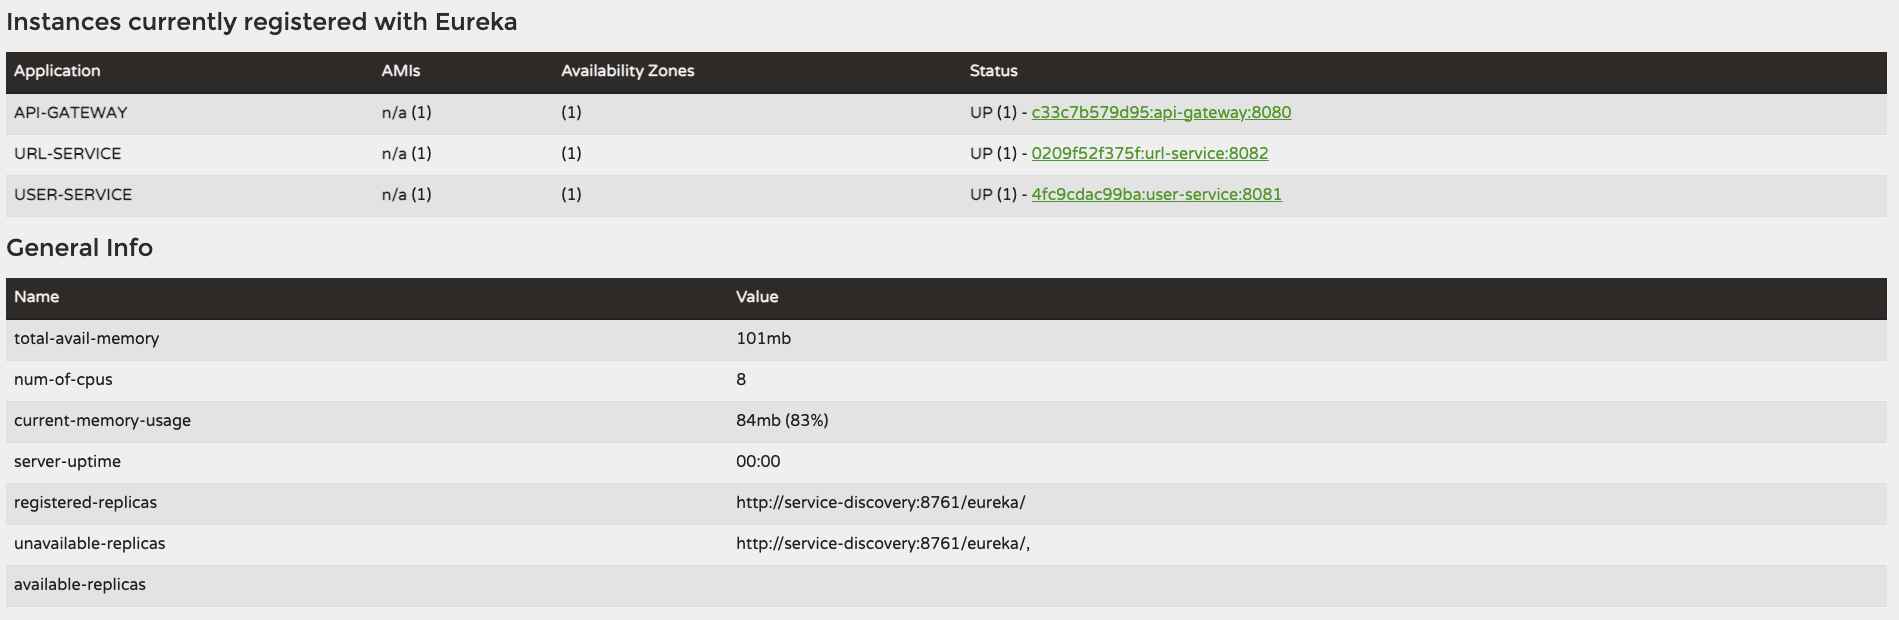 Instances currently registered with Eureka
Application AMIs Availability Zones Status
API-GATEWAY n/a (1) (1) UP (1) - c33c7b579d95:api-gateway:8080
URL-SERVICE n/a (1) (1) UP (1) - 0209f52f375f:url-service:8082
USER-SERVICE n/a (1) (1) UP (1) - 4fc9cdac99ba:user-service:8081
General Info
Name Value
total-avail-memory 101mb
num-of-cpus 8
current-memory-usage 84mb (83%)
server-uptime 00:00
registered-replicas http://service-discovery:8761/eureka/
unavailable-replicas http://service-discovery:8761/eureka/,
available-replicas